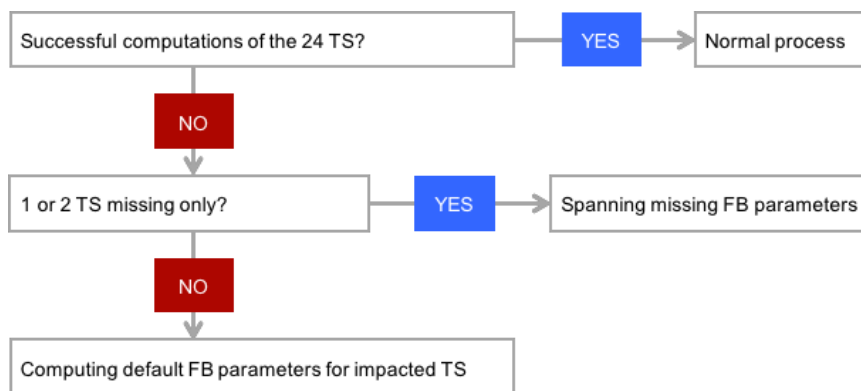 Successful computations of the 24 TS?
YES
Normal process
NO
1 or 2 TS missing only?
YES
Spanning missing FB parameters
NO
Computing default FB parameters for impacted TS